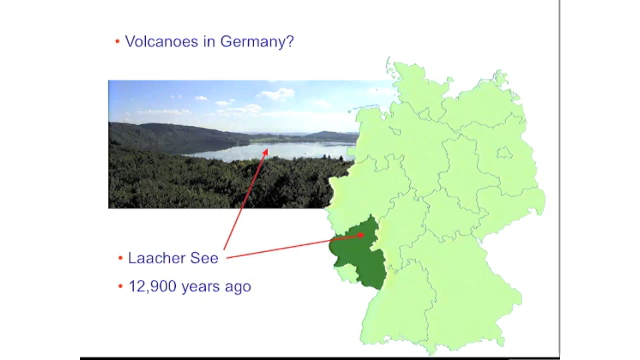 • Volcanoes in Germany?
• Laacher See
• 12,900 years ago